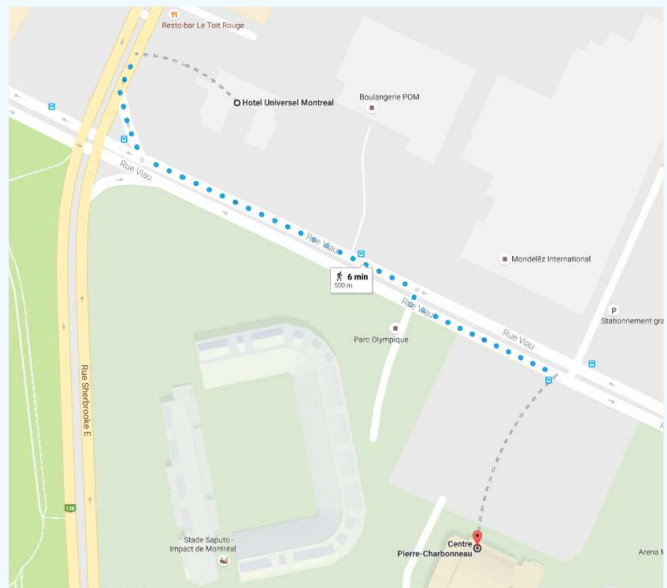 Resto-bar Le Toit Rouge
Hotel Universel Montreal
Boulangerie POM
Rue Viau
Rue Viau
Mondelēz International
6 min
500 m
Rue Viau
P
Stationnement gra
Rue Viau
Parc Olympique
Rue Sherbrooke E
138
Stade Saputo -
Impact de Montréal
Centre
Pierre-Charbonneau
Arena M